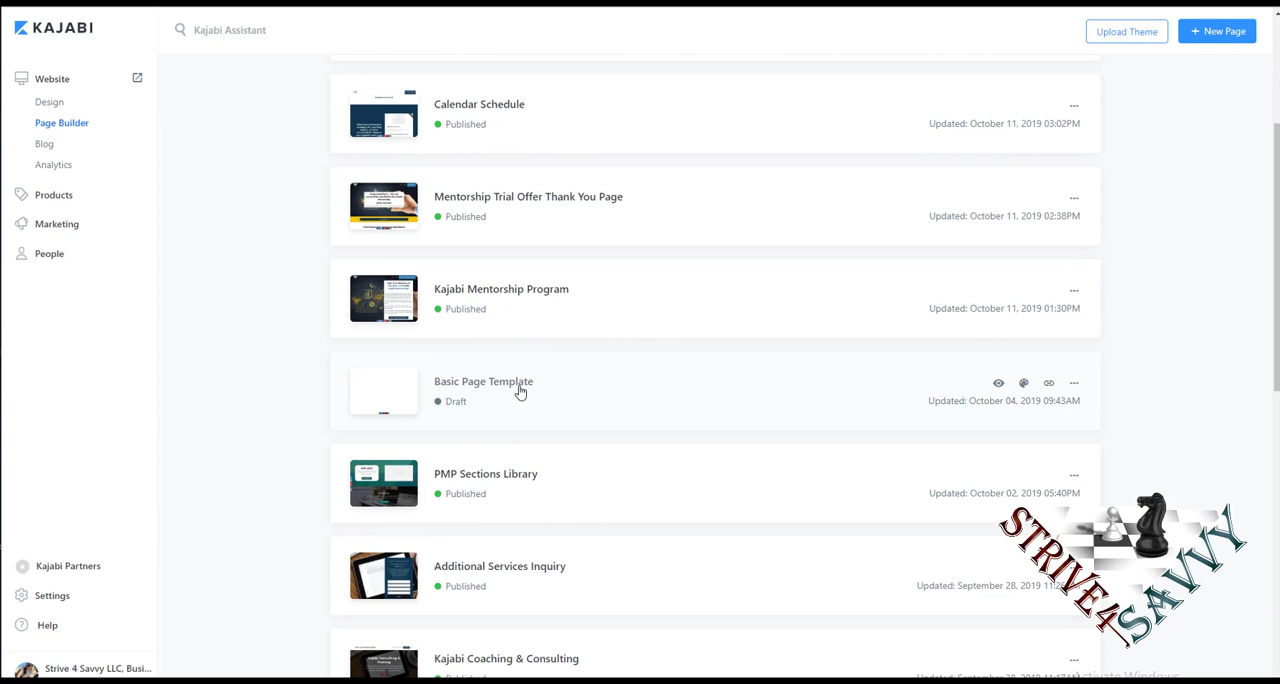 KAJABI
Kajabi Assistant
Upload Theme
+ New Page
Website
Design
Page Builder
Blog
Analytics
Products
Marketing
People
Calendar Schedule
Published
Updated: October 11, 2019 03:02PM
Mentorship Trial Offer Thank You Page
Published
Updated: October 11, 2019 02:38PM
Kajabi Mentorship Program
Published
Updated: October 11, 2019 01:30PM
Basic Page Template
Draft
Updated: October 04, 2019 09:43AM
PMP Sections Library
Published
Updated: October 02, 2019 05:40PM
Additional Services Inquiry
Published
Updated: September 28, 2019
Kajabi Coaching & Consulting
Kajabi Partners
Settings
Help
Strive 4 Savvy LLC, Busi...
STRIVE4
SAVVY
Activate Windows